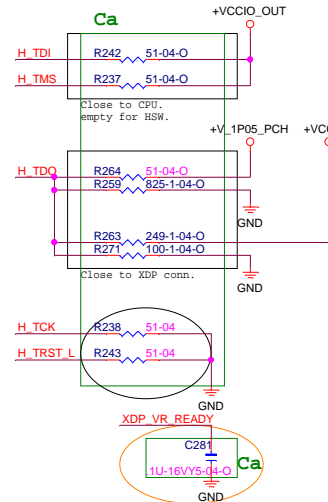 Ca
+VCCIO_OUT
H_TDI R242 51-04-O
H_TMS R237 51-04-O
Close to CPU.
empty for HSW.
+V_1P05_PCH +VCC
H_TDO R264 51-04-O
R259 825-1-04-O
GND
R263 249-1-04-O
R271 100-1-04-O
Close to XDP conn.
GND
H_TCK R238 51-04
H_TRST_L R243 51-04
GND
XDP_VR_READY
C281
Ca
.1U-16VY5-04-O
GND